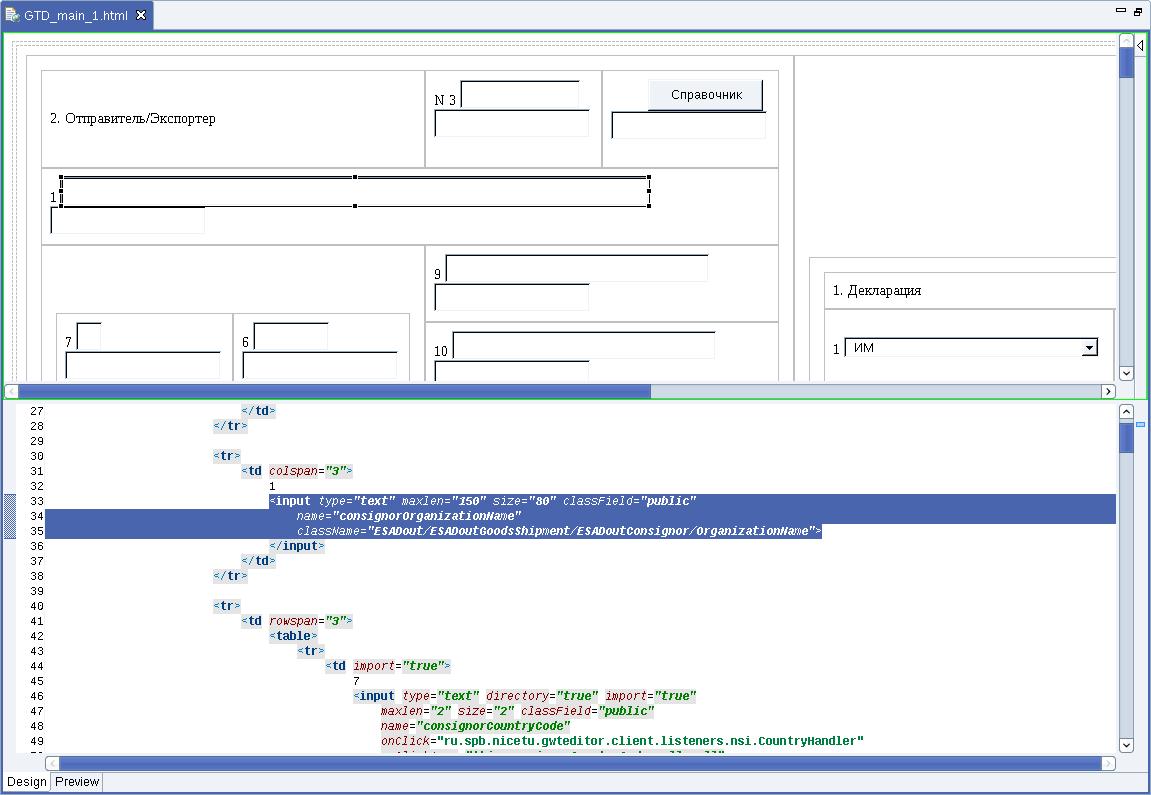 GTD_main_1.html
2. Отправитель/Экспортер
N 3
Справочник
1
9
7
6
10
1. Декларация
1 ИМ
27 </td>
28 </tr>
29
30 <tr>
31 <td colspan="3">
32 1
33 <input type="text" maxlen="150" size="80" classField="public"
34 name="consignorOrganizationName"
35 className="ESADout/ESADoutGoodsShipment/ESADoutConsignor/OrganizationName">
36 </input>
37 </td>
38 </tr>
39
40 <tr>
41 <td rowspan="3">
42 <table>
43 <tr>
44 <td import="true">
45 7
46 <input type="text" directory="true" import="true"
47 maxlen="2" size="2" classField="public"
48 name="consignorCountryCode"
49 onClick="ru.spb.nicetu.gwteditor.client.listeners.nsi.CountryHandler"
Design Preview